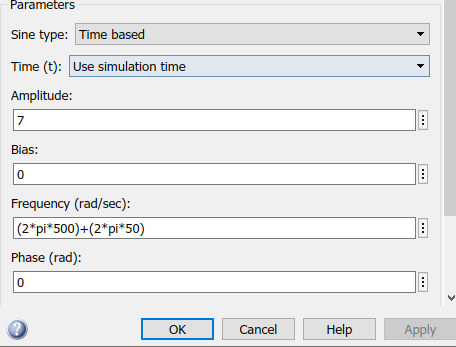 Parameters
Sine type: Time based
Time (t): Use simulation time
Amplitude:
7
Bias:
0
Frequency (rad/sec):
(2*pi*500)+(2*pi*50)
Phase (rad):
0
OK Cancel Help Apply